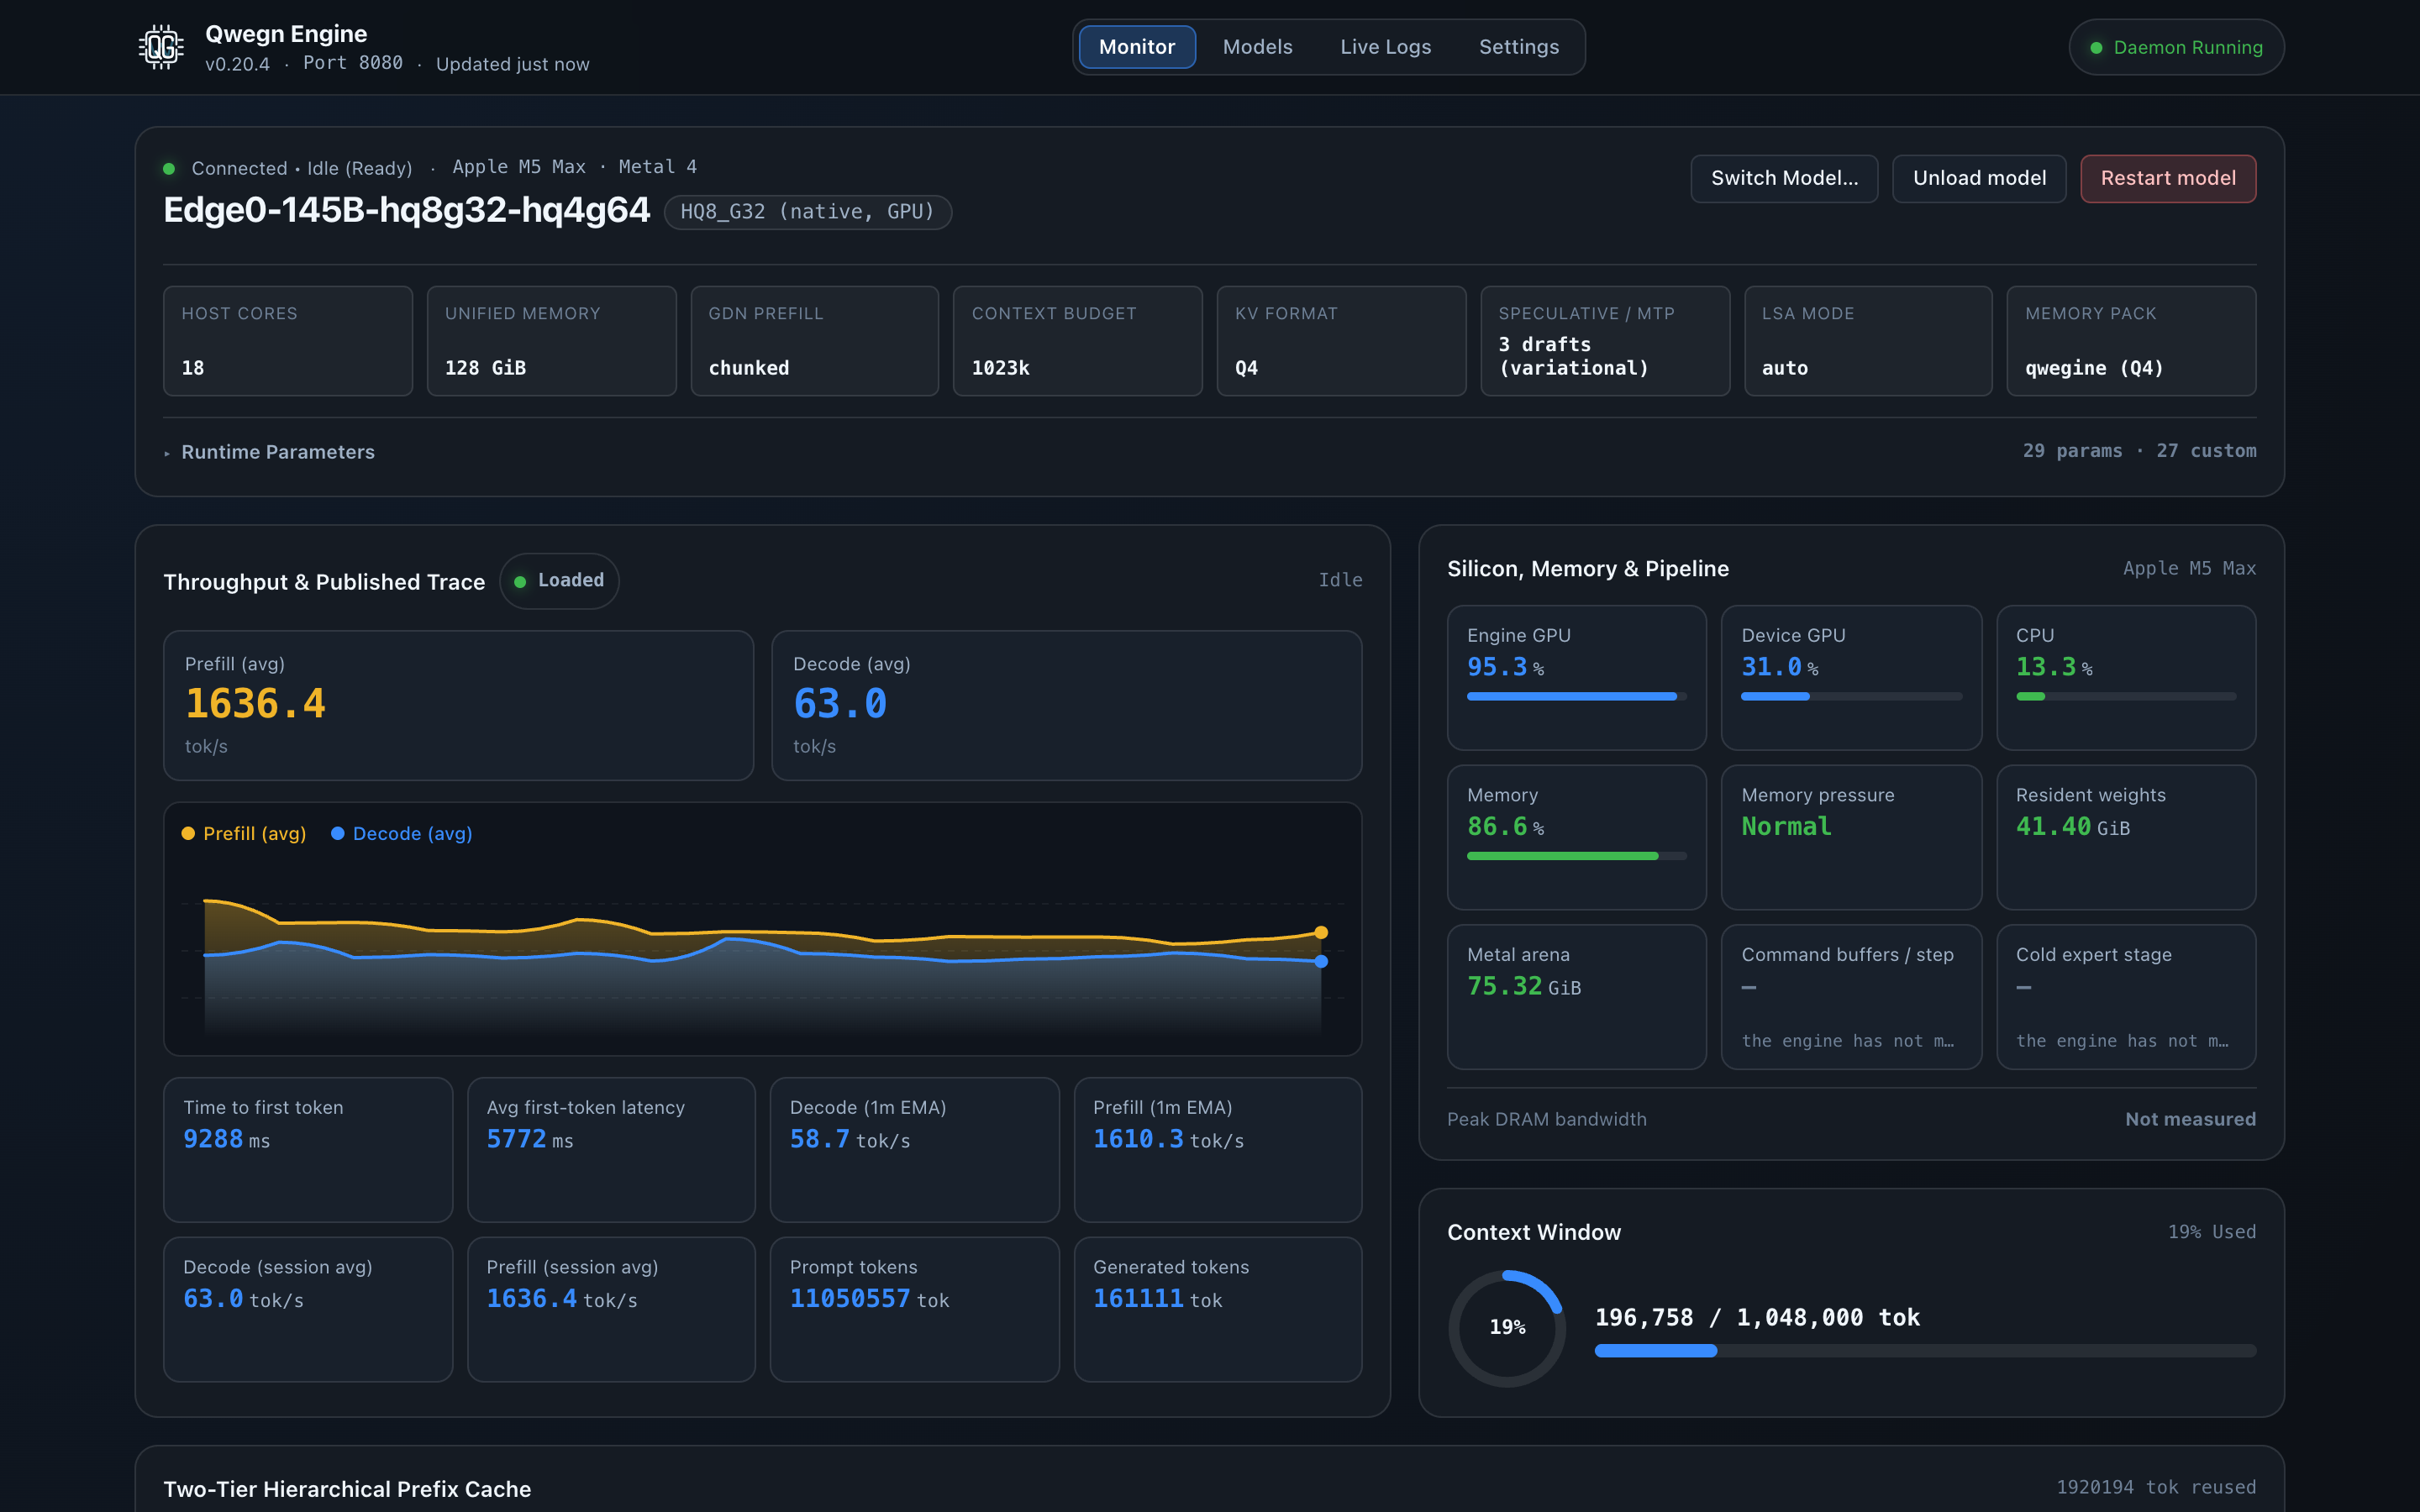 QG
Qwegn Engine
v0.20.4 · Port 8080 · Updated just now
Monitor
Models
Live Logs
Settings
Daemon Running
Connected • Idle (Ready) · Apple M5 Max · Metal 4
Edge0-145B-hq8g32-hq4g64
HQ8_G32 (native, GPU)
Switch Model...
Unload model
Restart model
HOST CORES
18
UNIFIED MEMORY
128 GiB
GDN PREFILL
chunked
CONTEXT BUDGET
1023k
KV FORMAT
Q4
SPECULATIVE / MTP
3 drafts
(variational)
LSA MODE
auto
MEMORY PACK
qwegine (Q4)
▸ Runtime Parameters
29 params · 27 custom
Throughput & Published Trace
Loaded
Idle
Prefill (avg)
1636.4
tok/s
Decode (avg)
63.0
tok/s
Prefill (avg)
Decode (avg)
Time to first token
9288 ms
Avg first-token latency
5772 ms
Decode (1m EMA)
58.7 tok/s
Prefill (1m EMA)
1610.3 tok/s
Decode (session avg)
63.0 tok/s
Prefill (session avg)
1636.4 tok/s
Prompt tokens
11050557 tok
Generated tokens
161111 tok
Silicon, Memory & Pipeline
Apple M5 Max
Engine GPU
95.3 %
Device GPU
31.0 %
CPU
13.3 %
Memory
86.6 %
Memory pressure
Normal
Resident weights
41.40 GiB
Metal arena
75.32 GiB
Command buffers / step
—
the engine has not m…
Cold expert stage
—
the engine has not m…
Peak DRAM bandwidth
Not measured
Context Window
19% Used
19%
196,758 / 1,048,000 tok
Two-Tier Hierarchical Prefix Cache
1920194 tok reused